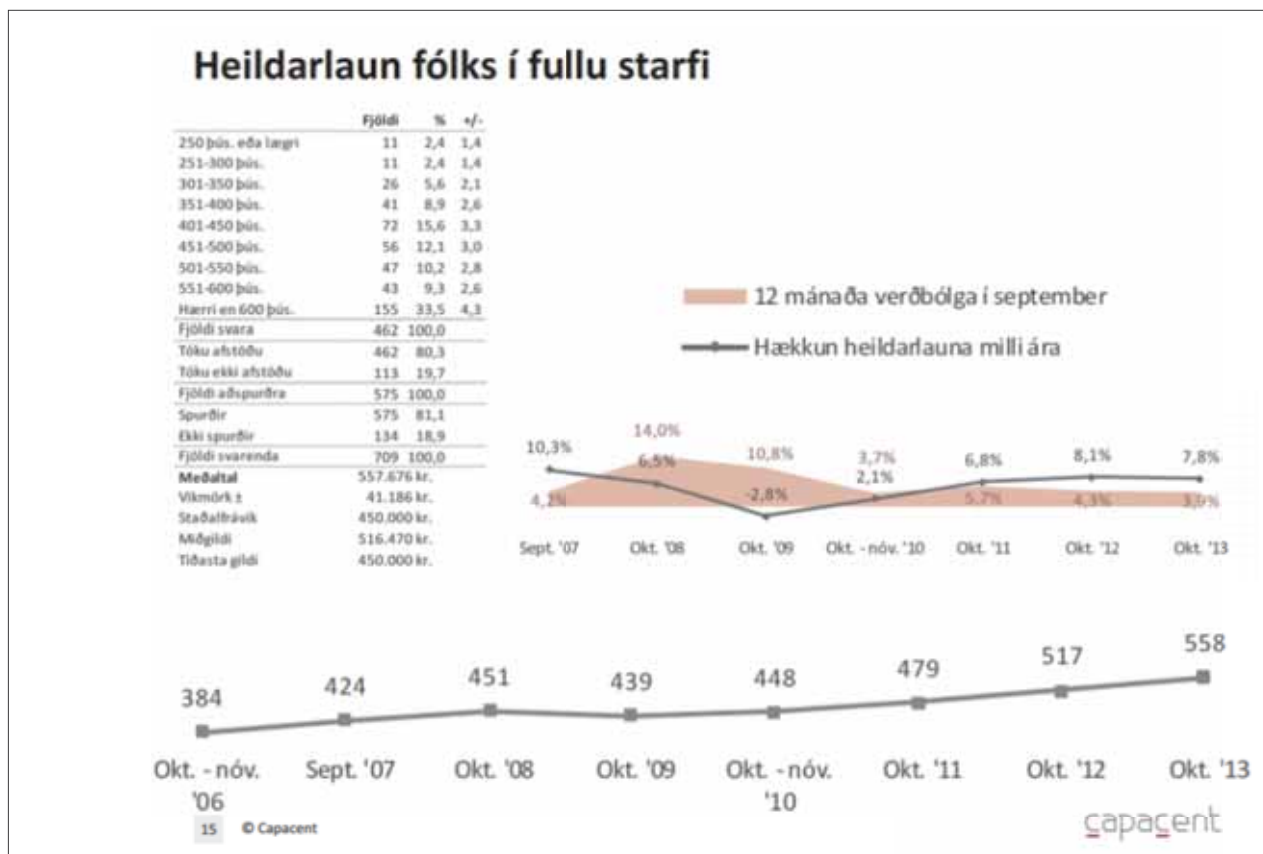 Heildarlaun fólks í fullu starfi
Fjöldi % +/-
250 þús. eða lægri 11 2,4 1,4
251-300 þús. 11 2,4 1,4
301-350 þús. 26 5,6 2,1
351-400 þús. 41 8,9 2,6
401-450 þús. 72 15,6 3,3
451-500 þús. 56 12,1 3,0
501-550 þús. 47 10,2 2,8
551-600 þús. 43 9,3 2,6
Hærri en 600 þús. 155 33,5 4,3
Fjöldi svara 462 100,0
Tóku afstöðu 462 80,3
Tóku ekki afstöðu 113 19,7
Fjöldi aðspurðra 575 100,0
Spurðir 575 81,1
Ekki spurðir 134 18,9
Fjöldi svarenda 709 100,0
Meðaltal 557.676 kr.
Vikmörk ± 41.186 kr.
Staðalfrávik 450.000 kr.
Miðgildi 516.470 kr.
Tíðasta gildi 450.000 kr.
12 mánaða verðbólga í september
Hækkun heildarlauna milli ára
14,0% 10,8% 3,7%
10,3% 6,5% -2,8% 2,1% 6,8% 8,1% 7,8%
4,2% 5,7% 4,3% 3,9%
Sept. '07 Okt. '08 Okt. '09 Okt. - nóv. '10 Okt. '11 Okt. '12 Okt. '13
384 424 451 439 448 479 517 558
Okt. - nóv. '06 Sept. '07 Okt. '08 Okt. '09 Okt. - nóv. '10 Okt. '11 Okt. '12 Okt. '13
15 © Capacent
capacent